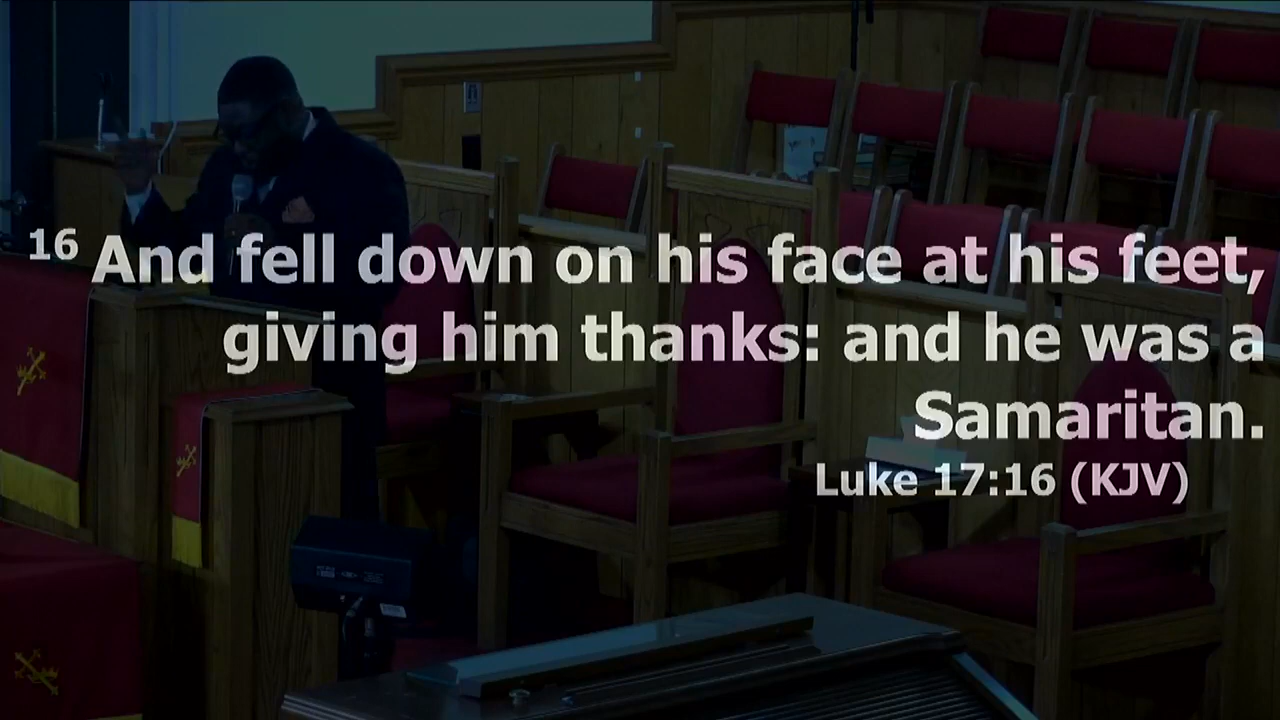 16 And fell down on his face at his feet,
giving him thanks: and he was a
Samaritan.
Luke 17:16 (KJV)